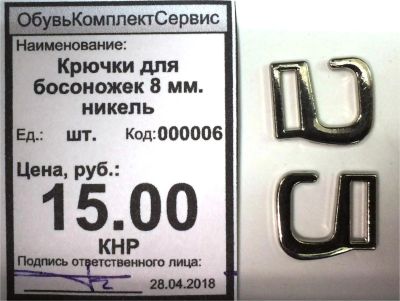 ОбувьКомплектСервис
Наименование:
Крючки для
босоножек 8 мм.
никель
Ед.: шт. Код:000006
Цена, руб.:
15.00
КНР
Подпись ответственного лица:
28.04.2018